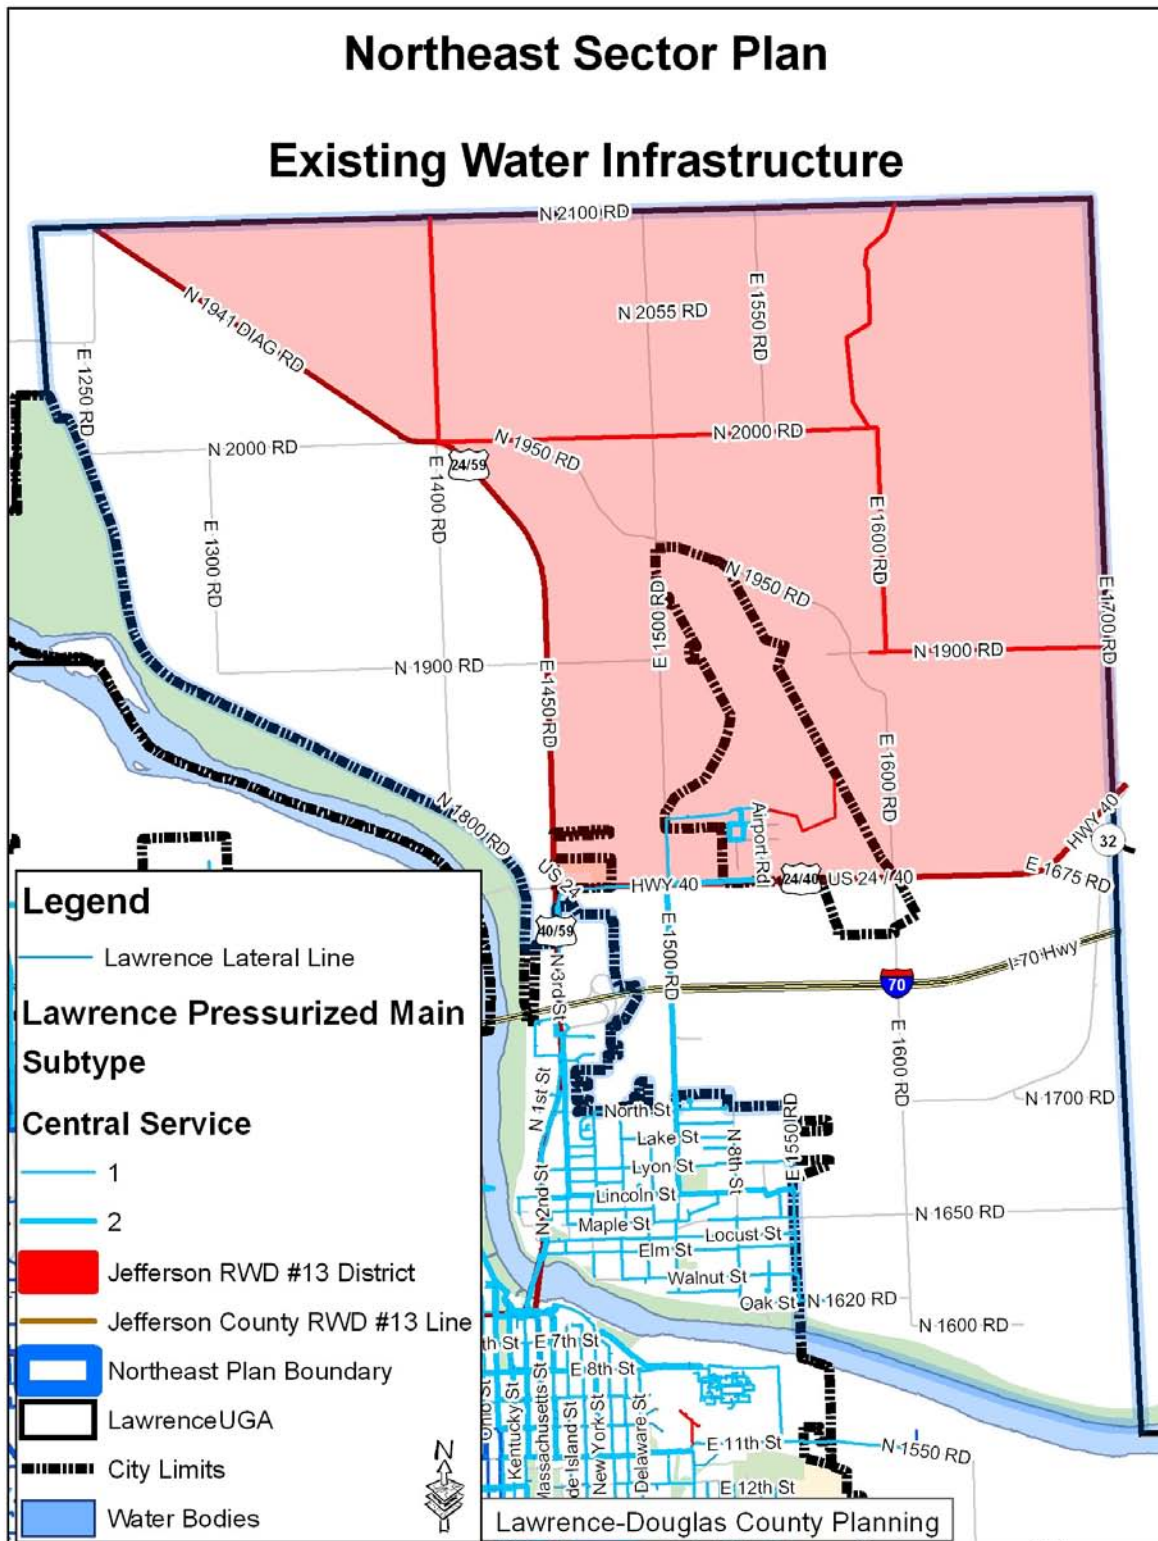 Northeast Sector Plan
Existing Water Infrastructure
N 2100 RD
N 1941 DIAG RD
E 1250 RD
N 2055 RD
E 1550 RD
N 2000 RD
24/59
N 1950 RD
N 2000 RD
E 1400 RD
E 1300 RD
E 1600 RD
N 1950 RD
E 1500 RD
E 1700 RD
N 1900 RD
N 1900 RD
E 1450 RD
E 1600 RD
N 1800 RD
Airport Rd
HWY 40
32
US 24
HWY 40
24/40
US 24 / 40
E 1675 RD
40/59
N 3rd St
E 1500 RD
I-70 Hwy
70
E 1600 RD
N 1st St
North St
E 1550 RD
N 1700 RD
Lake St
N 8th St
Lyon St
N 2nd St
Lincoln St
Maple St
Locust St
N 1650 RD
Elm St
Walnut St
Oak St
N 1620 RD
N 1600 RD
th St
E 7th St
E 8th St
Kentucky St
Massachusetts St
de Island St
New York St
Delaware St
E 11th St
N 1550 RD
E 12th St
Legend
Lawrence Lateral Line
Lawrence Pressurized Main
Subtype
Central Service
1
2
Jefferson RWD #13 District
Jefferson County RWD #13 Line
Northeast Plan Boundary
LawrenceUGA
City Limits
Water Bodies
N
Lawrence-Douglas County Planning